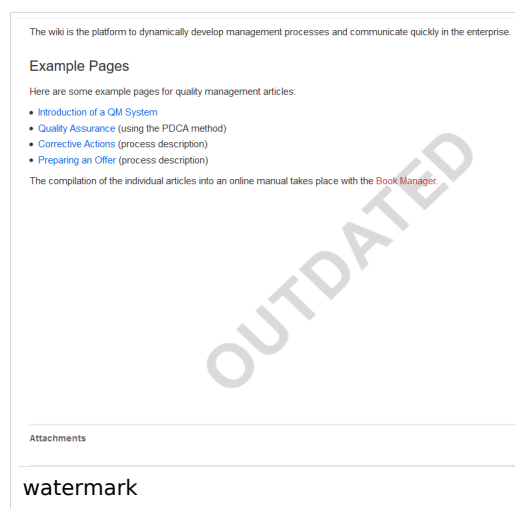 The wiki is the platform to dynamically develop management processes and communicate quickly in the enterprise.
Example Pages
Here are some example pages for quality management articles:
• Introduction of a QM System
• Quality Assurance (using the PDCA method)
• Corrective Actions (process description)
• Preparing an Offer (process description)
The compilation of the individual articles into an online manual takes place with the Book Manager.
OUTDATED
Attachments
watermark